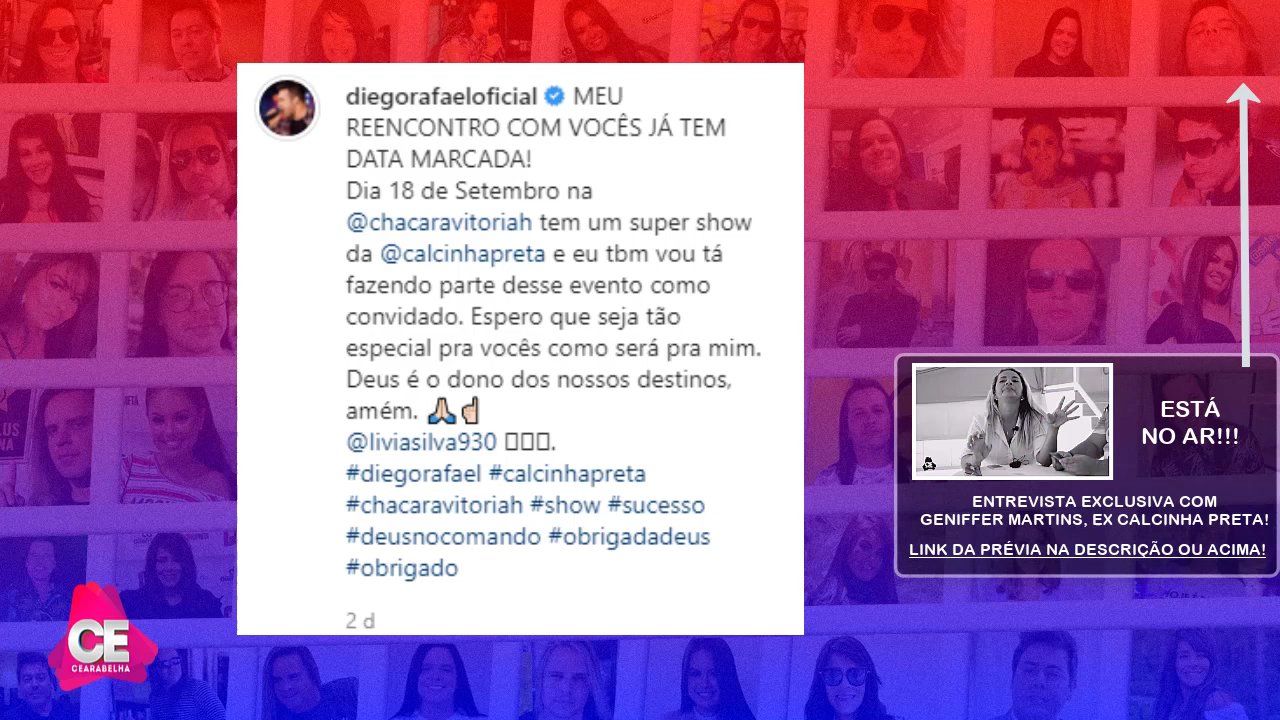 diegorafaeloficial MEU
REENCONTRO COM VOCÊS JÁ TEM
DATA MARCADA!
Dia 18 de Setembro na
@chacaravitoriah tem um super show
da @calcinhapreta e eu tbm vou tá
fazendo parte desse evento como
convidado. Espero que seja tão
especial pra vocês como será pra mim.
Deus é o dono dos nossos destinos,
amém. 🙏🏻☝🏻
@liviasilva930 □□□.
#diegorafael #calcinhapreta
#chacaravitoriah #show #sucesso
#deusnocomando #obrigadadeus
#obrigado
2 d
ESTÁ
NO AR!!!
ENTREVISTA EXCLUSIVA COM
GENIFFER MARTINS, EX CALCINHA PRETA!
LINK DA PRÉVIA NA DESCRIÇÃO OU ACIMA!
CE
CEARABELHA